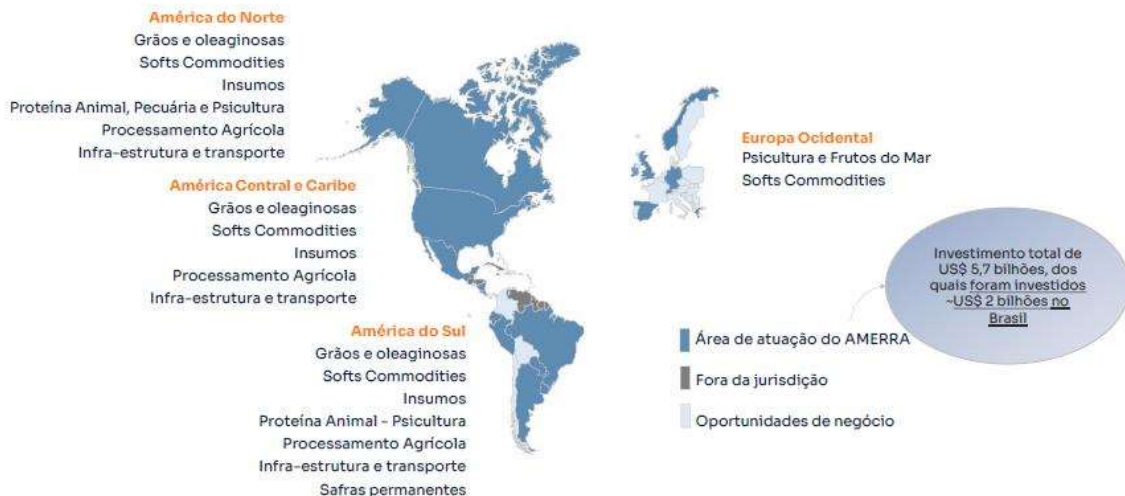 América do Norte
Grãos e oleaginosas
Softs Commodities
Insumos
Proteína Animal, Pecuária e Psicultura
Processamento Agrícola
Infra-estrutura e transporte
América Central e Caribe
Grãos e oleaginosas
Softs Commodities
Insumos
Processamento Agrícola
Infra-estrutura e transporte
América do Sul
Grãos e oleaginosas
Softs Commodities
Insumos
Proteína Animal - Psicultura
Processamento Agrícola
Infra-estrutura e transporte
Safras permanentes
Europa Ocidental
Psicultura e Frutos do Mar
Softs Commodities
Investimento total de
US$ 5,7 bilhões, dos
quais foram investidos
~US$ 2 bilhões no
Brasil
Área de atuação do AMERRA
Fora da jurisdição
Oportunidades de negócio